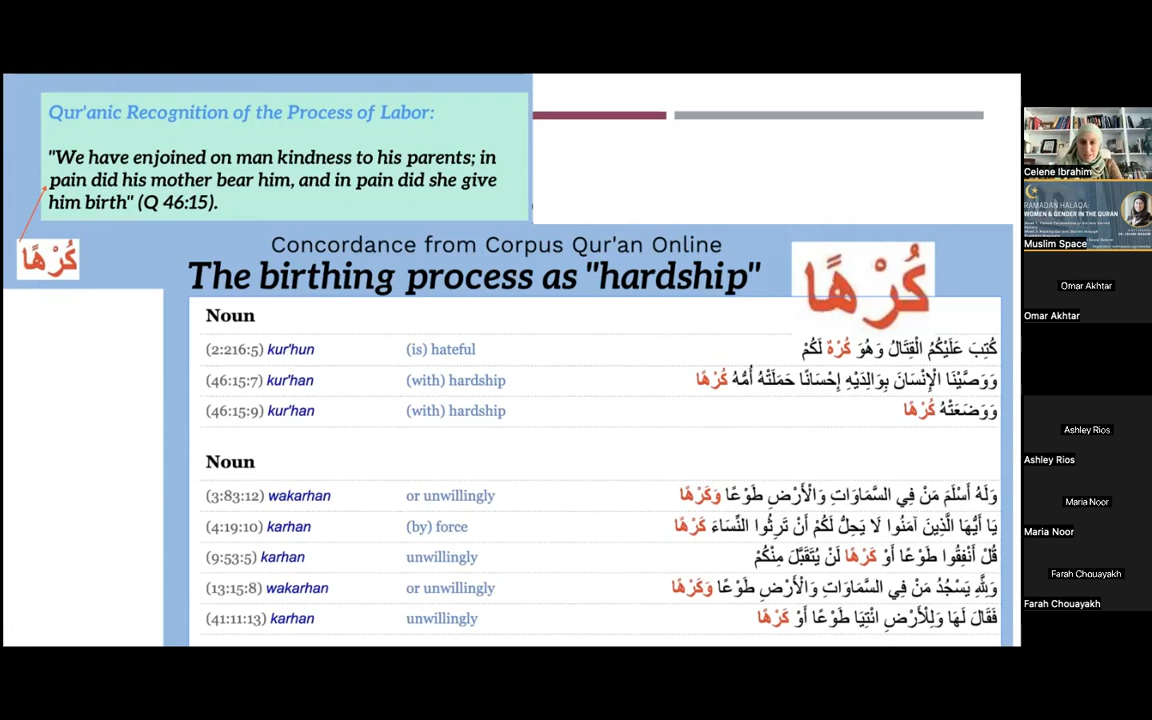 Qur'anic Recognition of the Process of Labor:
"We have enjoined on man kindness to his parents; in
pain did his mother bear him, and in pain did she give
him birth" (Q 46:15).
كُرْهًا
Concordance from Corpus Qur'an Online
The birthing process as "hardship"
كُرْهًا
Noun
(2:216:5) kur'hun (is) hateful كُتِبَ عَلَيْكُمُ الْقِتَالُ وَهُوَ كُرْهٌ لَكُمْ
(46:15:7) kur'han (with) hardship وَوَصَّيْنَا الْإِنْسَانَ بِوَالِدَيْهِ إِحْسَانًا حَمَلَتْهُ أُمُّهُ كُرْهًا
(46:15:9) kur'han (with) hardship وَوَضَعَتْهُ كُرْهًا
Noun
(3:83:12) wakarhan or unwillingly وَلَهُ أَسْلَمَ مَنْ فِي السَّمَاوَاتِ وَالْأَرْضِ طَوْعًا وَكَرْهًا
(4:19:10) karhan (by) force يَا أَيُّهَا الَّذِينَ آمَنُوا لَا يَحِلُّ لَكُمْ أَنْ تَرِثُوا النِّسَاءَ كَرْهًا
(9:53:5) karhan unwillingly قُلْ أَنْفِقُوا طَوْعًا أَوْ كَرْهًا لَنْ يُتَقَبَّلَ مِنْكُمْ
(13:15:8) wakarhan or unwillingly وَلِلَّهِ يَسْجُدُ مَنْ فِي السَّمَاوَاتِ وَالْأَرْضِ طَوْعًا وَكَرْهًا
(41:11:13) karhan unwillingly فَقَالَ لَهَا وَلِلْأَرْضِ ائْتِيَا طَوْعًا أَوْ كَرْهًا
Celene Ibrahim
RAMADAN HALAQA:
WOMEN & GENDER IN THE QURAN
Muslim Space
Omar Akhtar
Omar Akhtar
Ashley Rios
Ashley Rios
Maria Noor
Maria Noor
Farah Chouayakh
Farah Chouayakh